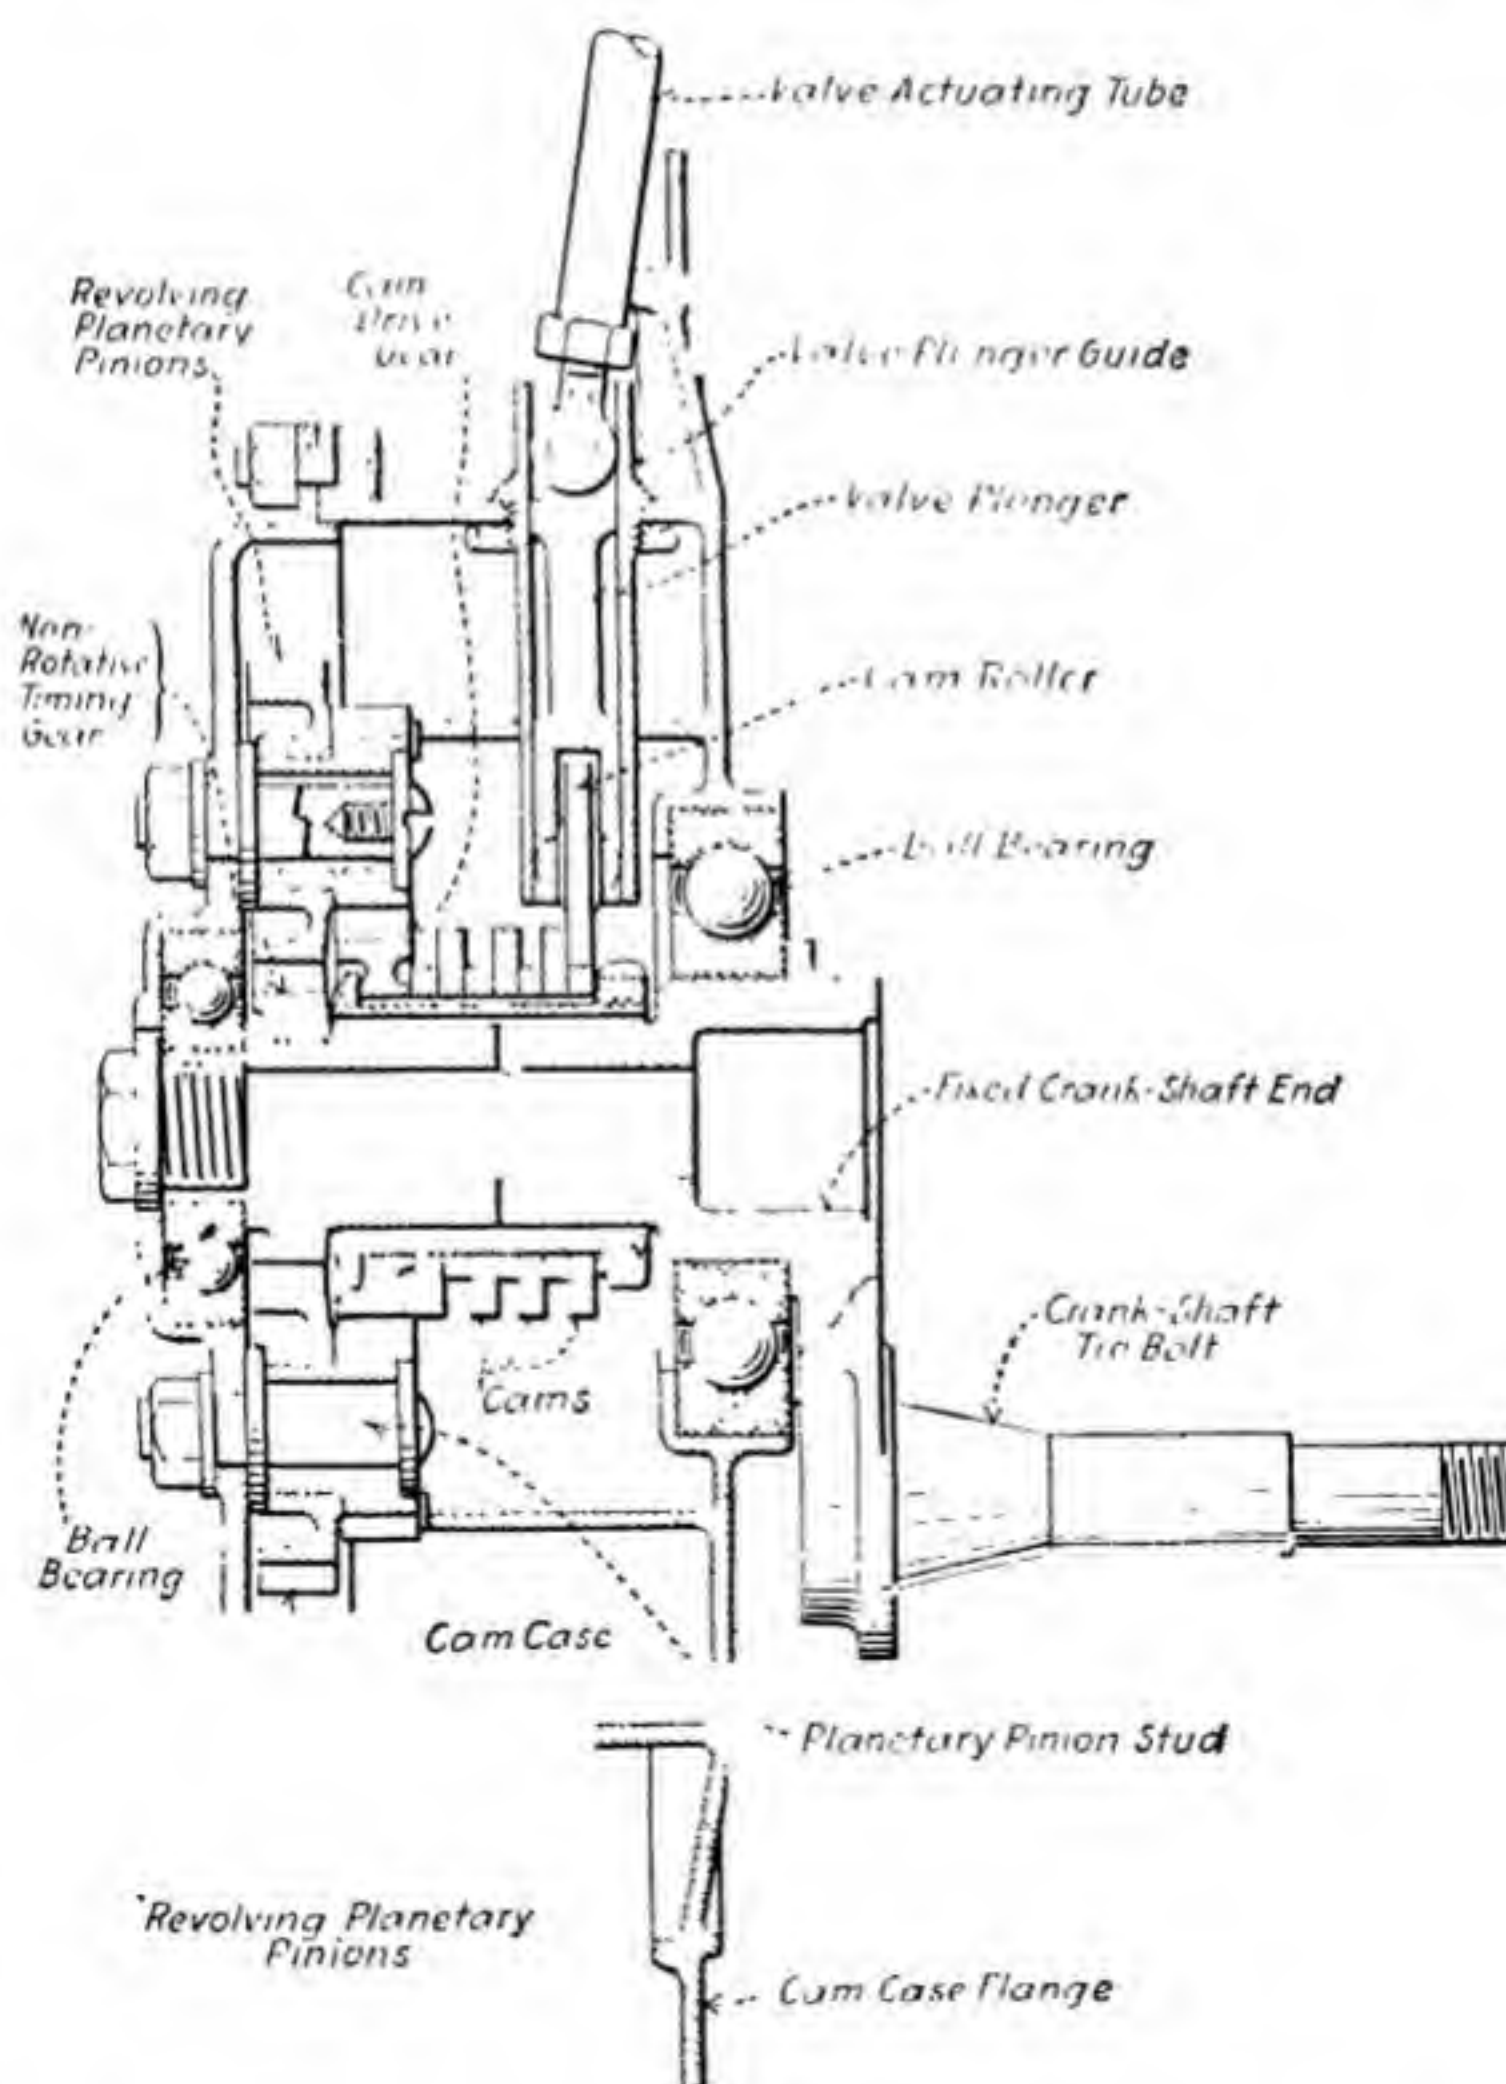 Valve Actuating Tube
Revolving
Planetary
Pinions
Cam
Drive
Gear
Valve Plunger Guide
Valve Plunger
Non-
Rotative
Timing
Gear
Cam Roller
Ball Bearing
Fixed Crank-Shaft End
Crank-Shaft
Tie Bolt
Cams
Ball
Bearing
Cam Case
Planetary Pinion Stud
Revolving Planetary
Pinions
Cam Case Flange